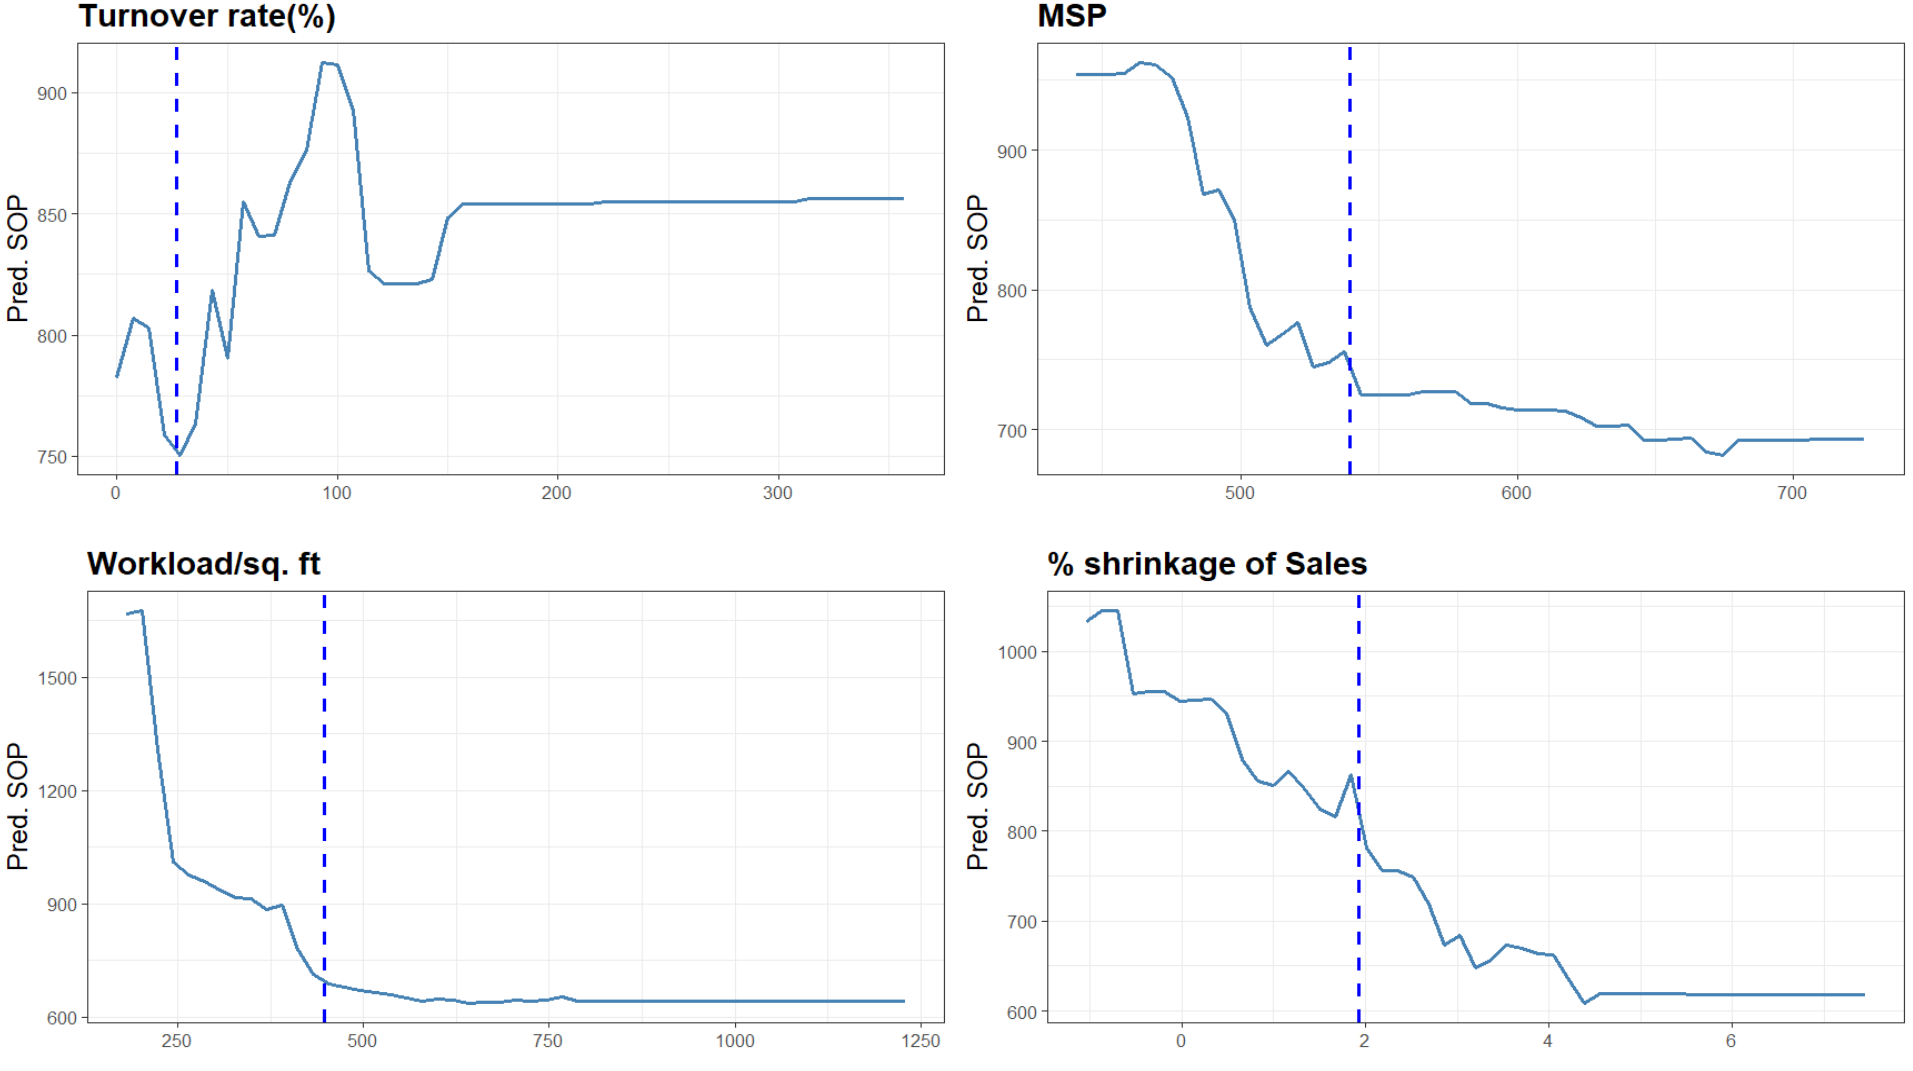 Turnover rate(%)
Pred. SOP
900
850
800
750
0 100 200 300
MSP
Pred. SOP
900
800
700
500 600 700
Workload/sq. ft
Pred. SOP
1500
1200
900
600
250 500 750 1000 1250
% shrinkage of Sales
Pred. SOP
1000
900
800
700
600
0 2 4 6